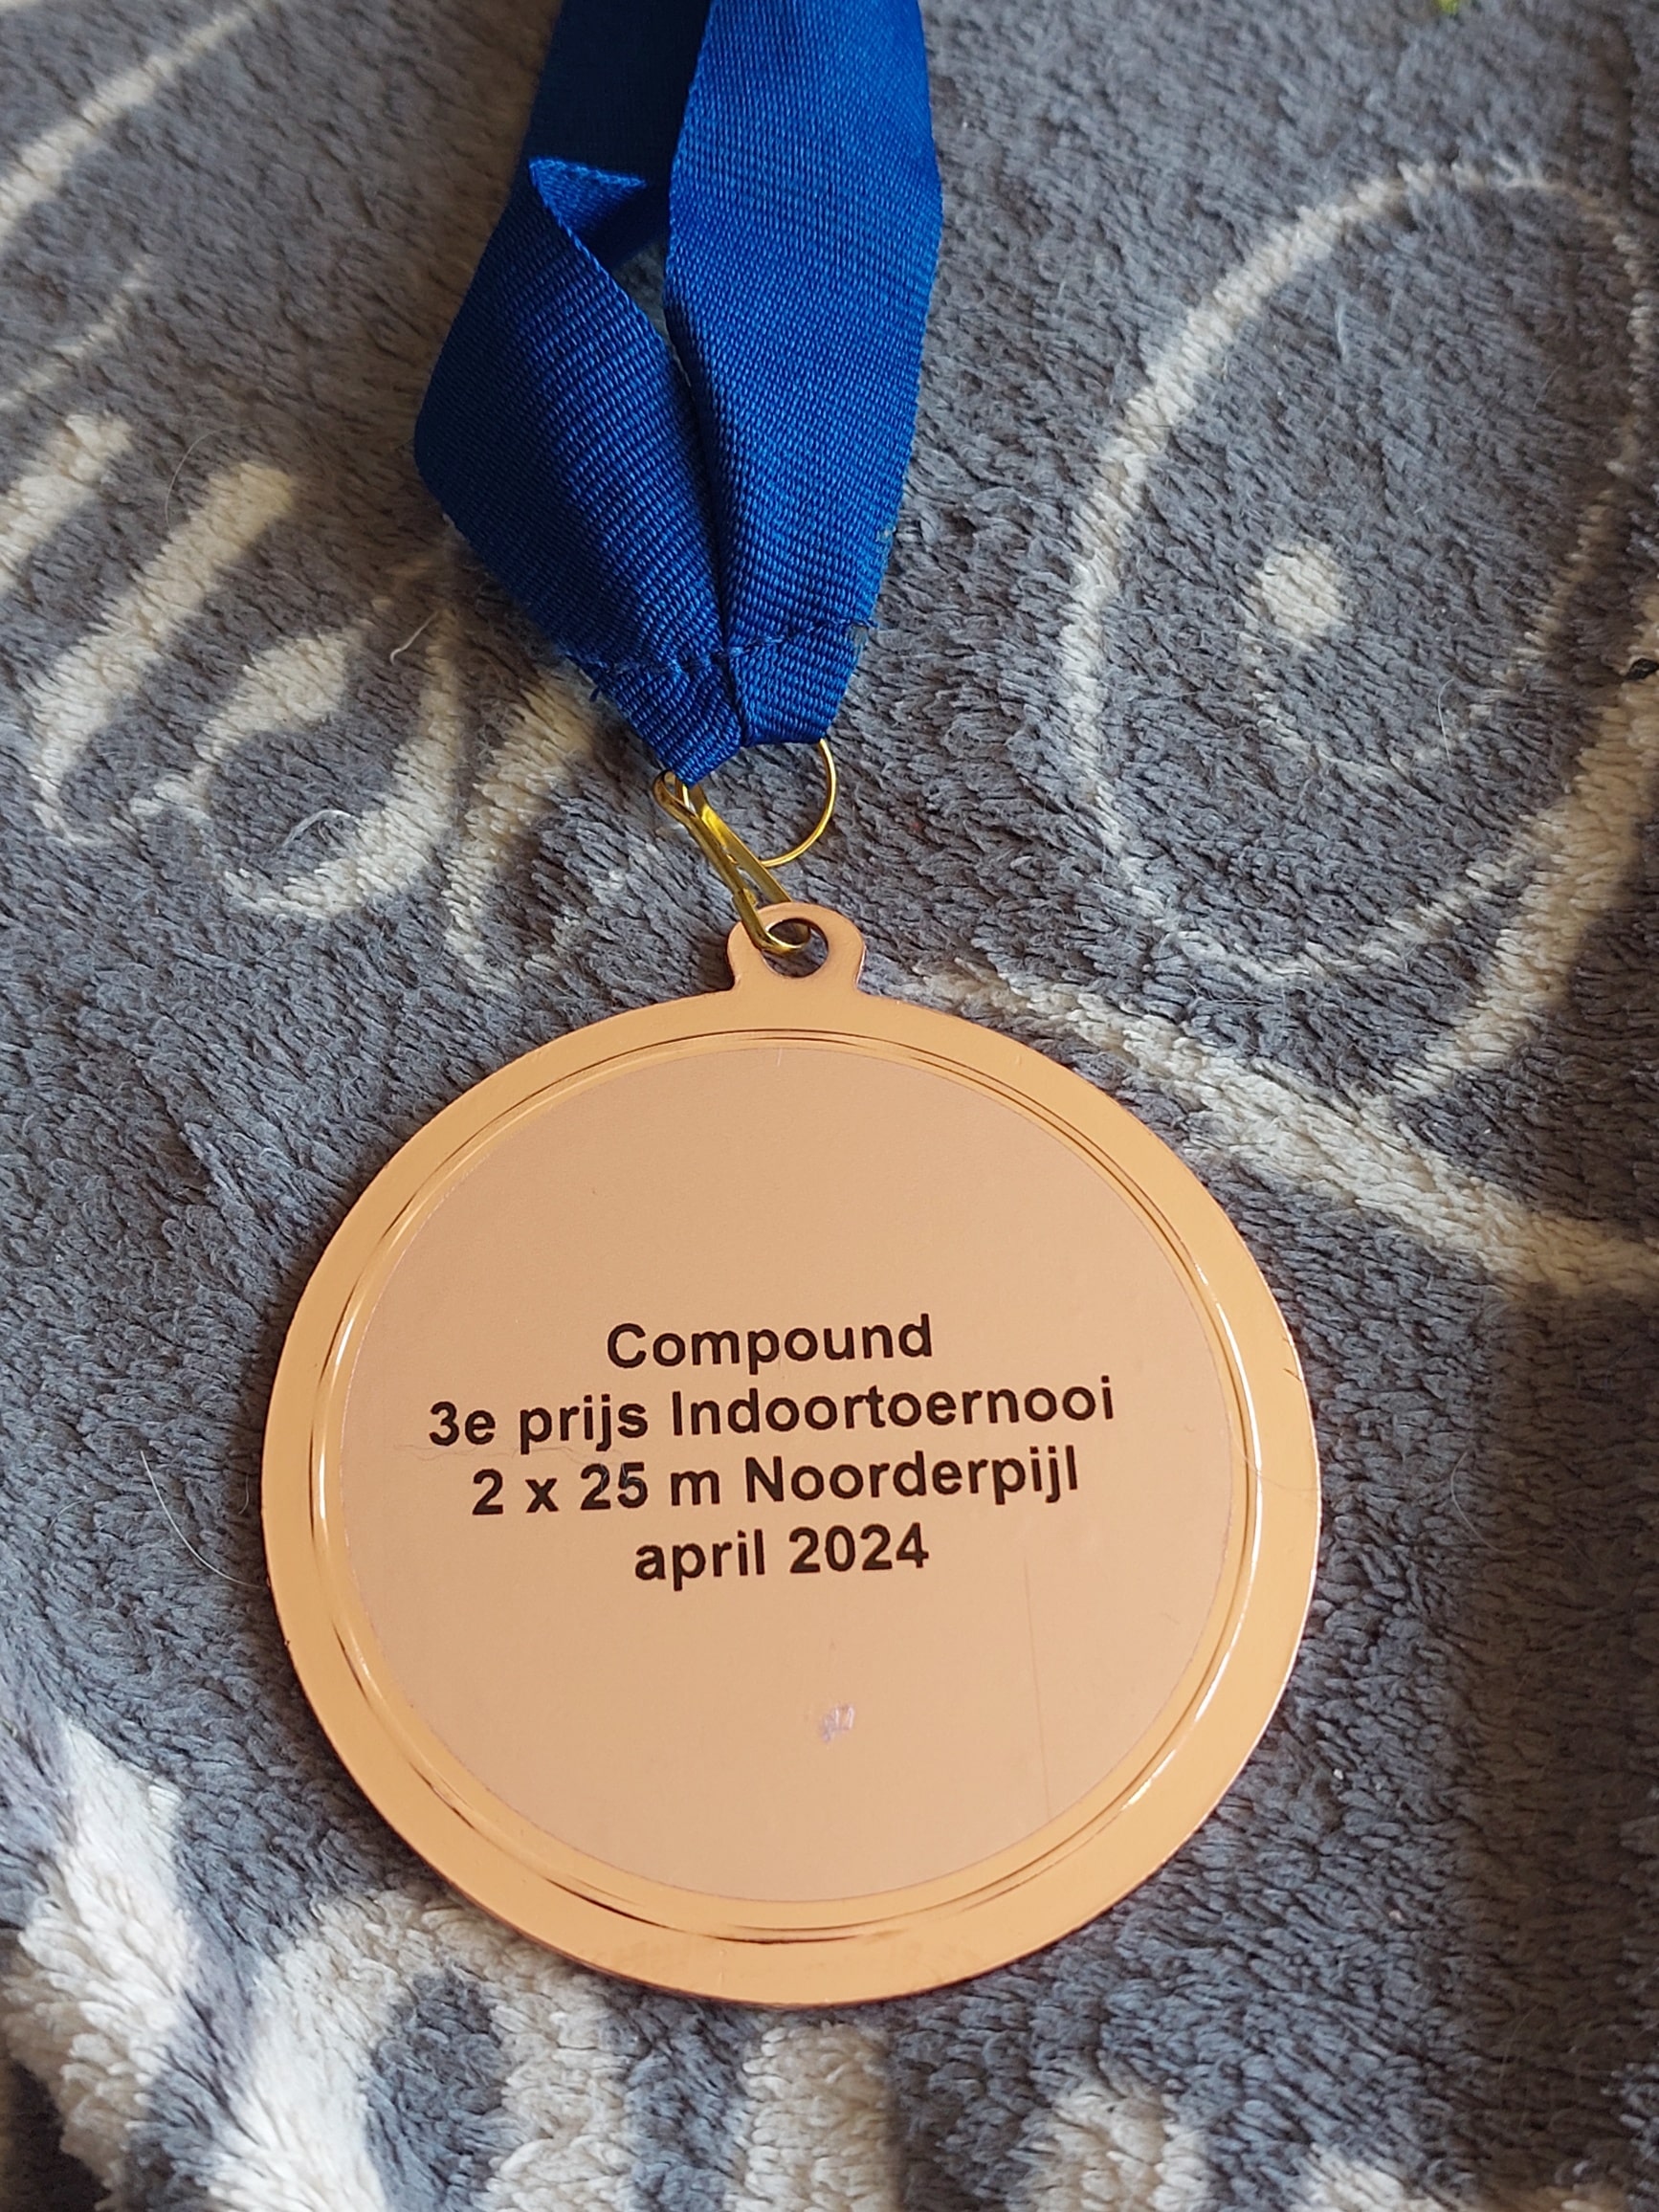 Compound
3e prijs Indoortoernooi
2 x 25 m Noorderpijl
april 2024